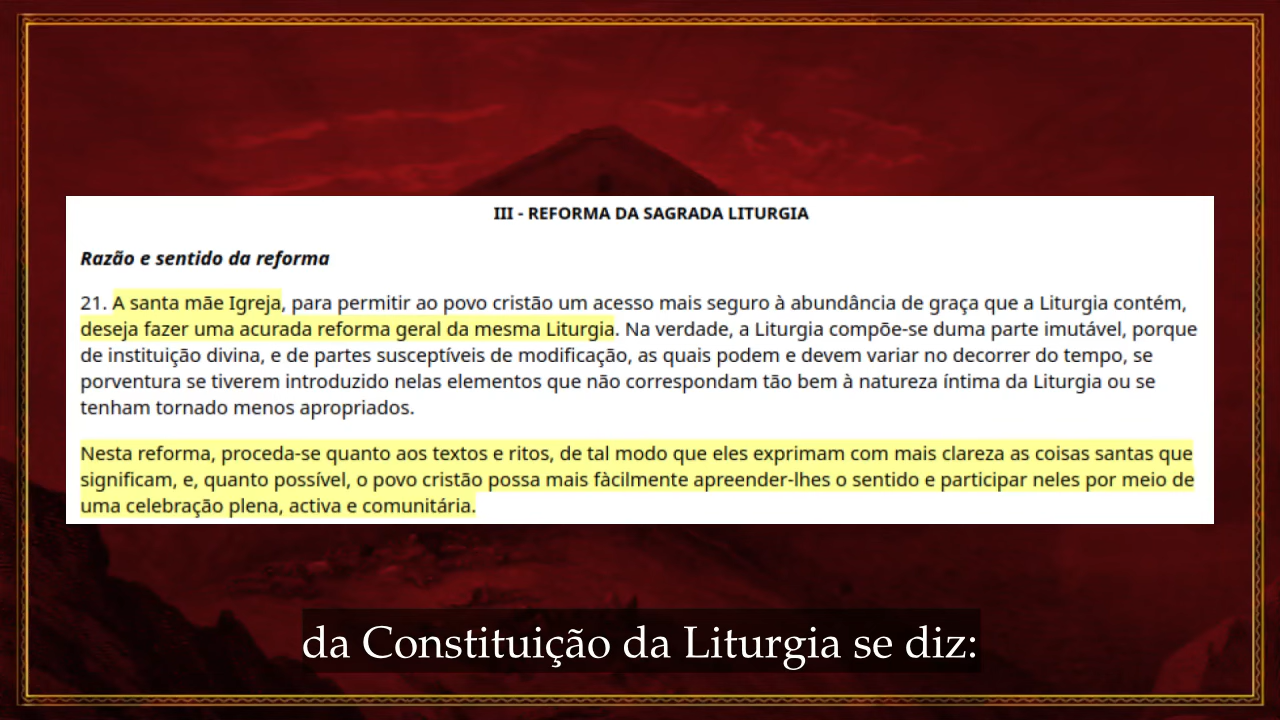 III - REFORMA DA SAGRADA LITURGIA
Razão e sentido da reforma
21. A santa mãe Igreja, para permitir ao povo cristão um acesso mais seguro à abundância de graça que a Liturgia contém,
deseja fazer uma acurada reforma geral da mesma Liturgia. Na verdade, a Liturgia compõe-se duma parte imutável, porque
de instituição divina, e de partes susceptíveis de modificação, as quais podem e devem variar no decorrer do tempo, se
porventura se tiverem introduzido nelas elementos que não correspondam tão bem à natureza íntima da Liturgia ou se
tenham tornado menos apropriados.
Nesta reforma, proceda-se quanto aos textos e ritos, de tal modo que eles exprimam com mais clareza as coisas santas que
significam, e, quanto possível, o povo cristão possa mais fàcilmente apreender-lhes o sentido e participar neles por meio de
uma celebração plena, activa e comunitária.
da Constituição da Liturgia se diz: